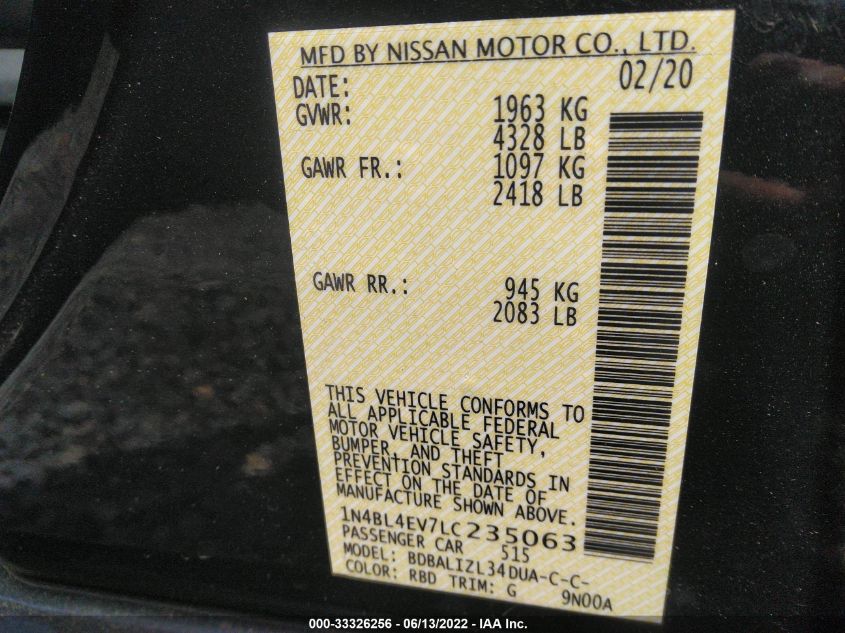 MFD BY NISSAN MOTOR CO., LTD.
DATE: 02/20
GVWR: 1963 KG
4328 LB
GAWR FR.: 1097 KG
2418 LB
GAWR RR.: 945 KG
2083 LB
THIS VEHICLE CONFORMS TO
ALL APPLICABLE FEDERAL
MOTOR VEHICLE SAFETY,
BUMPER, AND THEFT
PREVENTION STANDARDS IN
EFFECT ON THE DATE OF
MANUFACTURE SHOWN ABOVE.
1N4BL4EV7LC235063
PASSENGER CAR 515
MODEL: BDBALIZL34DUA-C-C-
COLOR: RBD TRIM: G 9N00A
000-33326256 - 06/13/2022 - IAA Inc.